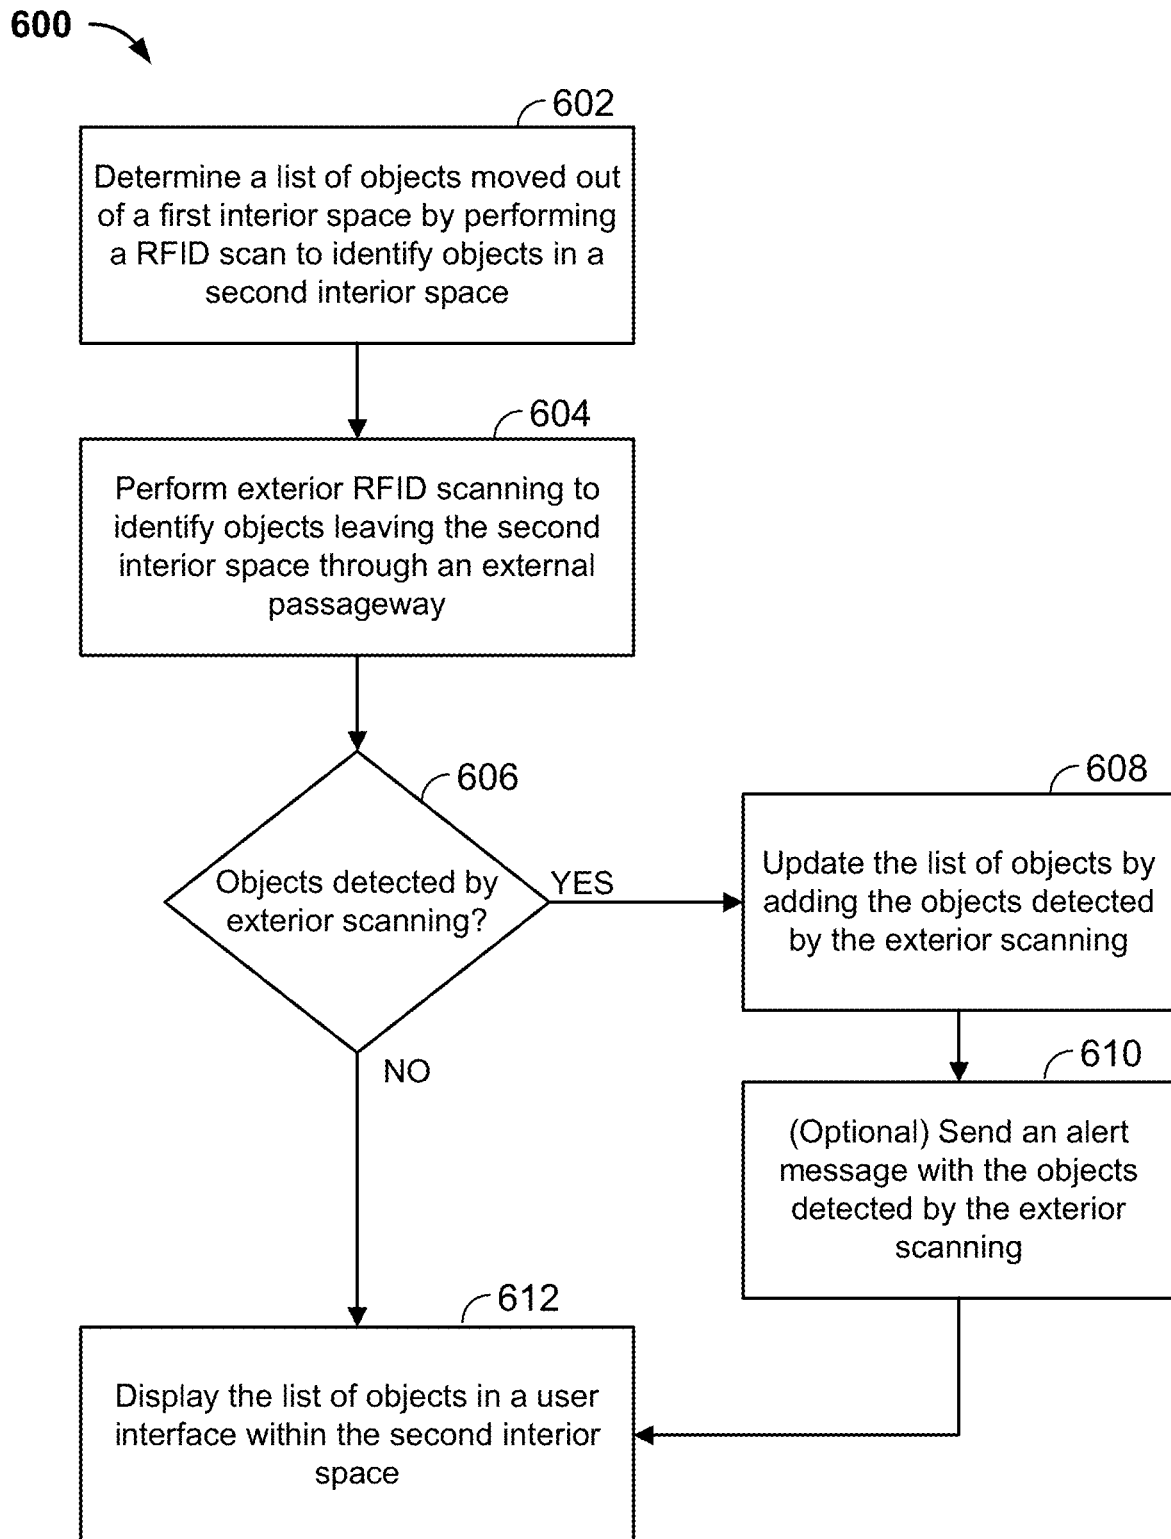 600
602
Determine a list of objects moved out
of a first interior space by performing
a RFID scan to identify objects in a
second interior space
604
Perform exterior RFID scanning to
identify objects leaving the second
interior space through an external
passageway
606
Objects detected by
exterior scanning?
YES
NO
608
Update the list of objects by
adding the objects detected
by the exterior scanning
610
(Optional) Send an alert
message with the objects
detected by the exterior
scanning
612
Display the list of objects in a user
interface within the second interior
space